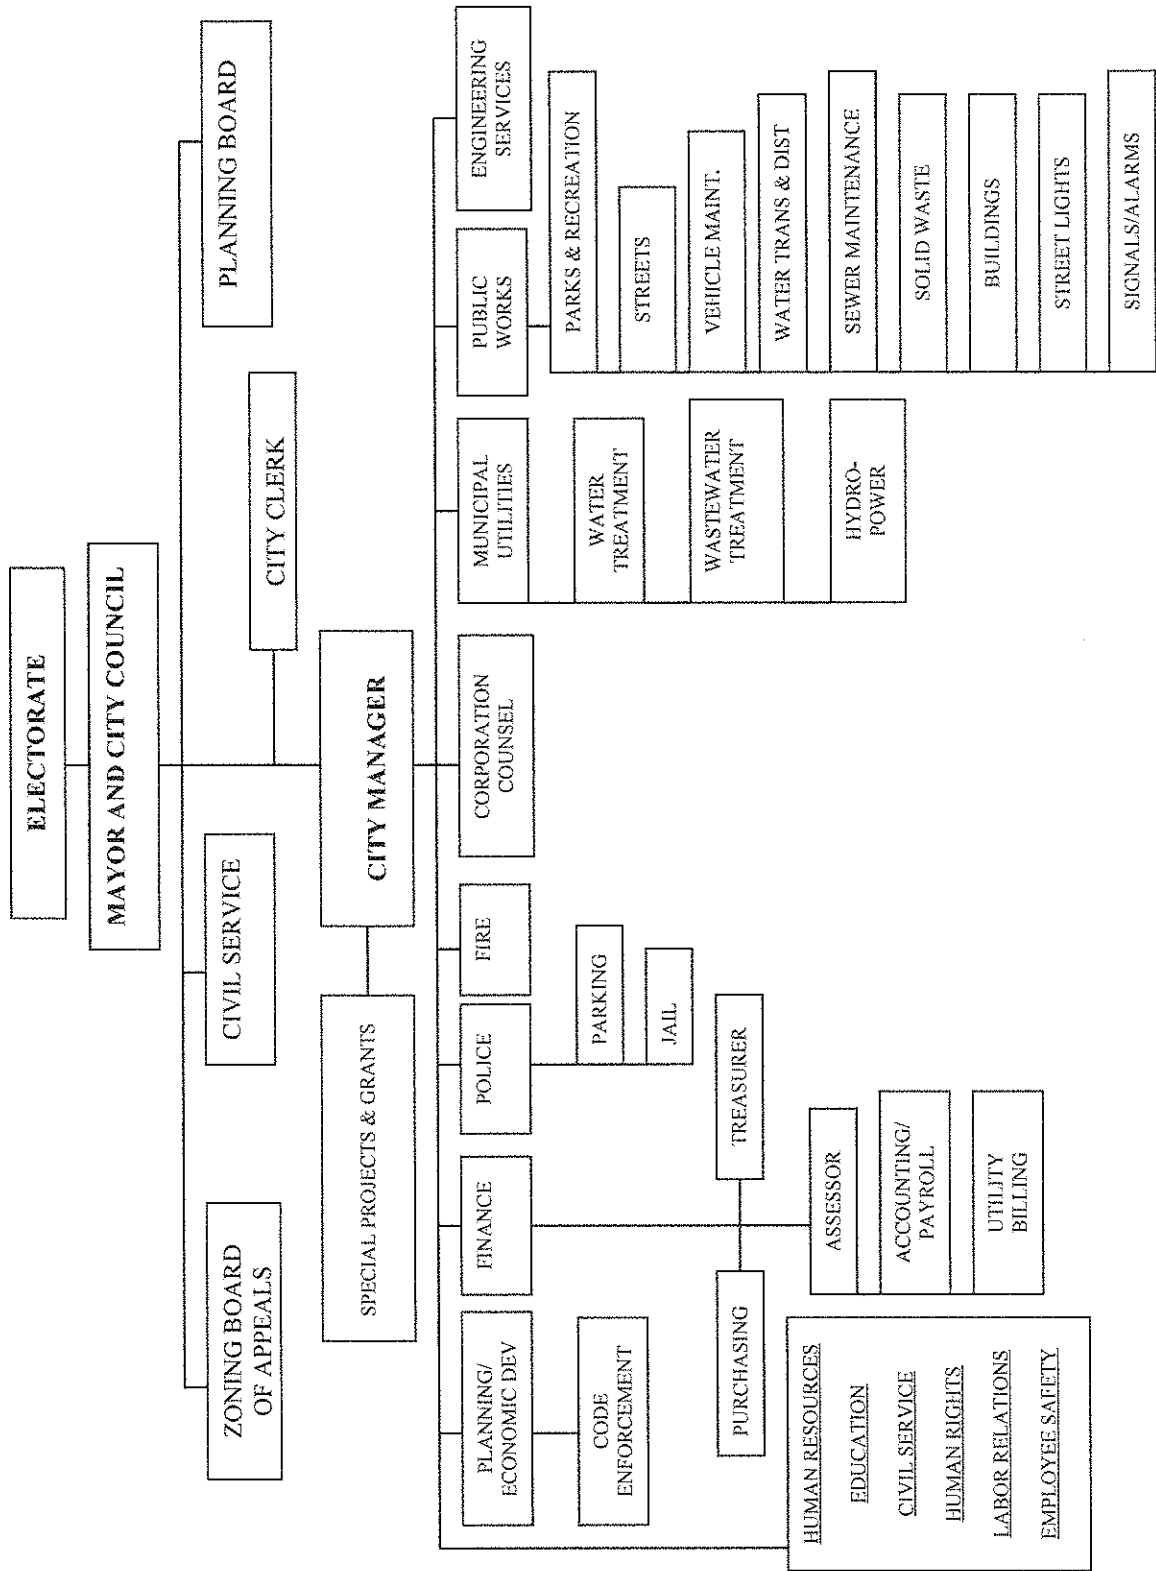 ELECTORATE
MAYOR AND CITY COUNCIL
ZONING BOARD
OF APPEALS
CIVIL SERVICE
PLANNING BOARD
CITY CLERK
SPECIAL PROJECTS & GRANTS
CITY MANAGER
PLANNING/
ECONOMIC DEV
FINANCE
POLICE
FIRE
CORPORATION
COUNSEL
MUNICIPAL
UTILITIES
PUBLIC
WORKS
ENGINEERING
SERVICES
CODE
ENFORCEMENT
PARKING
JAIL
WATER
TREATMENT
WASTEWATER
TREATMENT
HYDRO-
POWER
PARKS & RECREATION
STREETS
VEHICLE MAINT.
WATER TRANS & DIST
SEWER MAINTENANCE
SOLID WASTE
BUILDINGS
STREET LIGHTS
SIGNALS/ALARMS
PURCHASING
TREASURER
HUMAN RESOURCES
EDUCATION
CIVIL SERVICE
HUMAN RIGHTS
LABOR RELATIONS
EMPLOYEE SAFETY
ASSESSOR
ACCOUNTING/
PAYROLL
UTILITY
BILLING